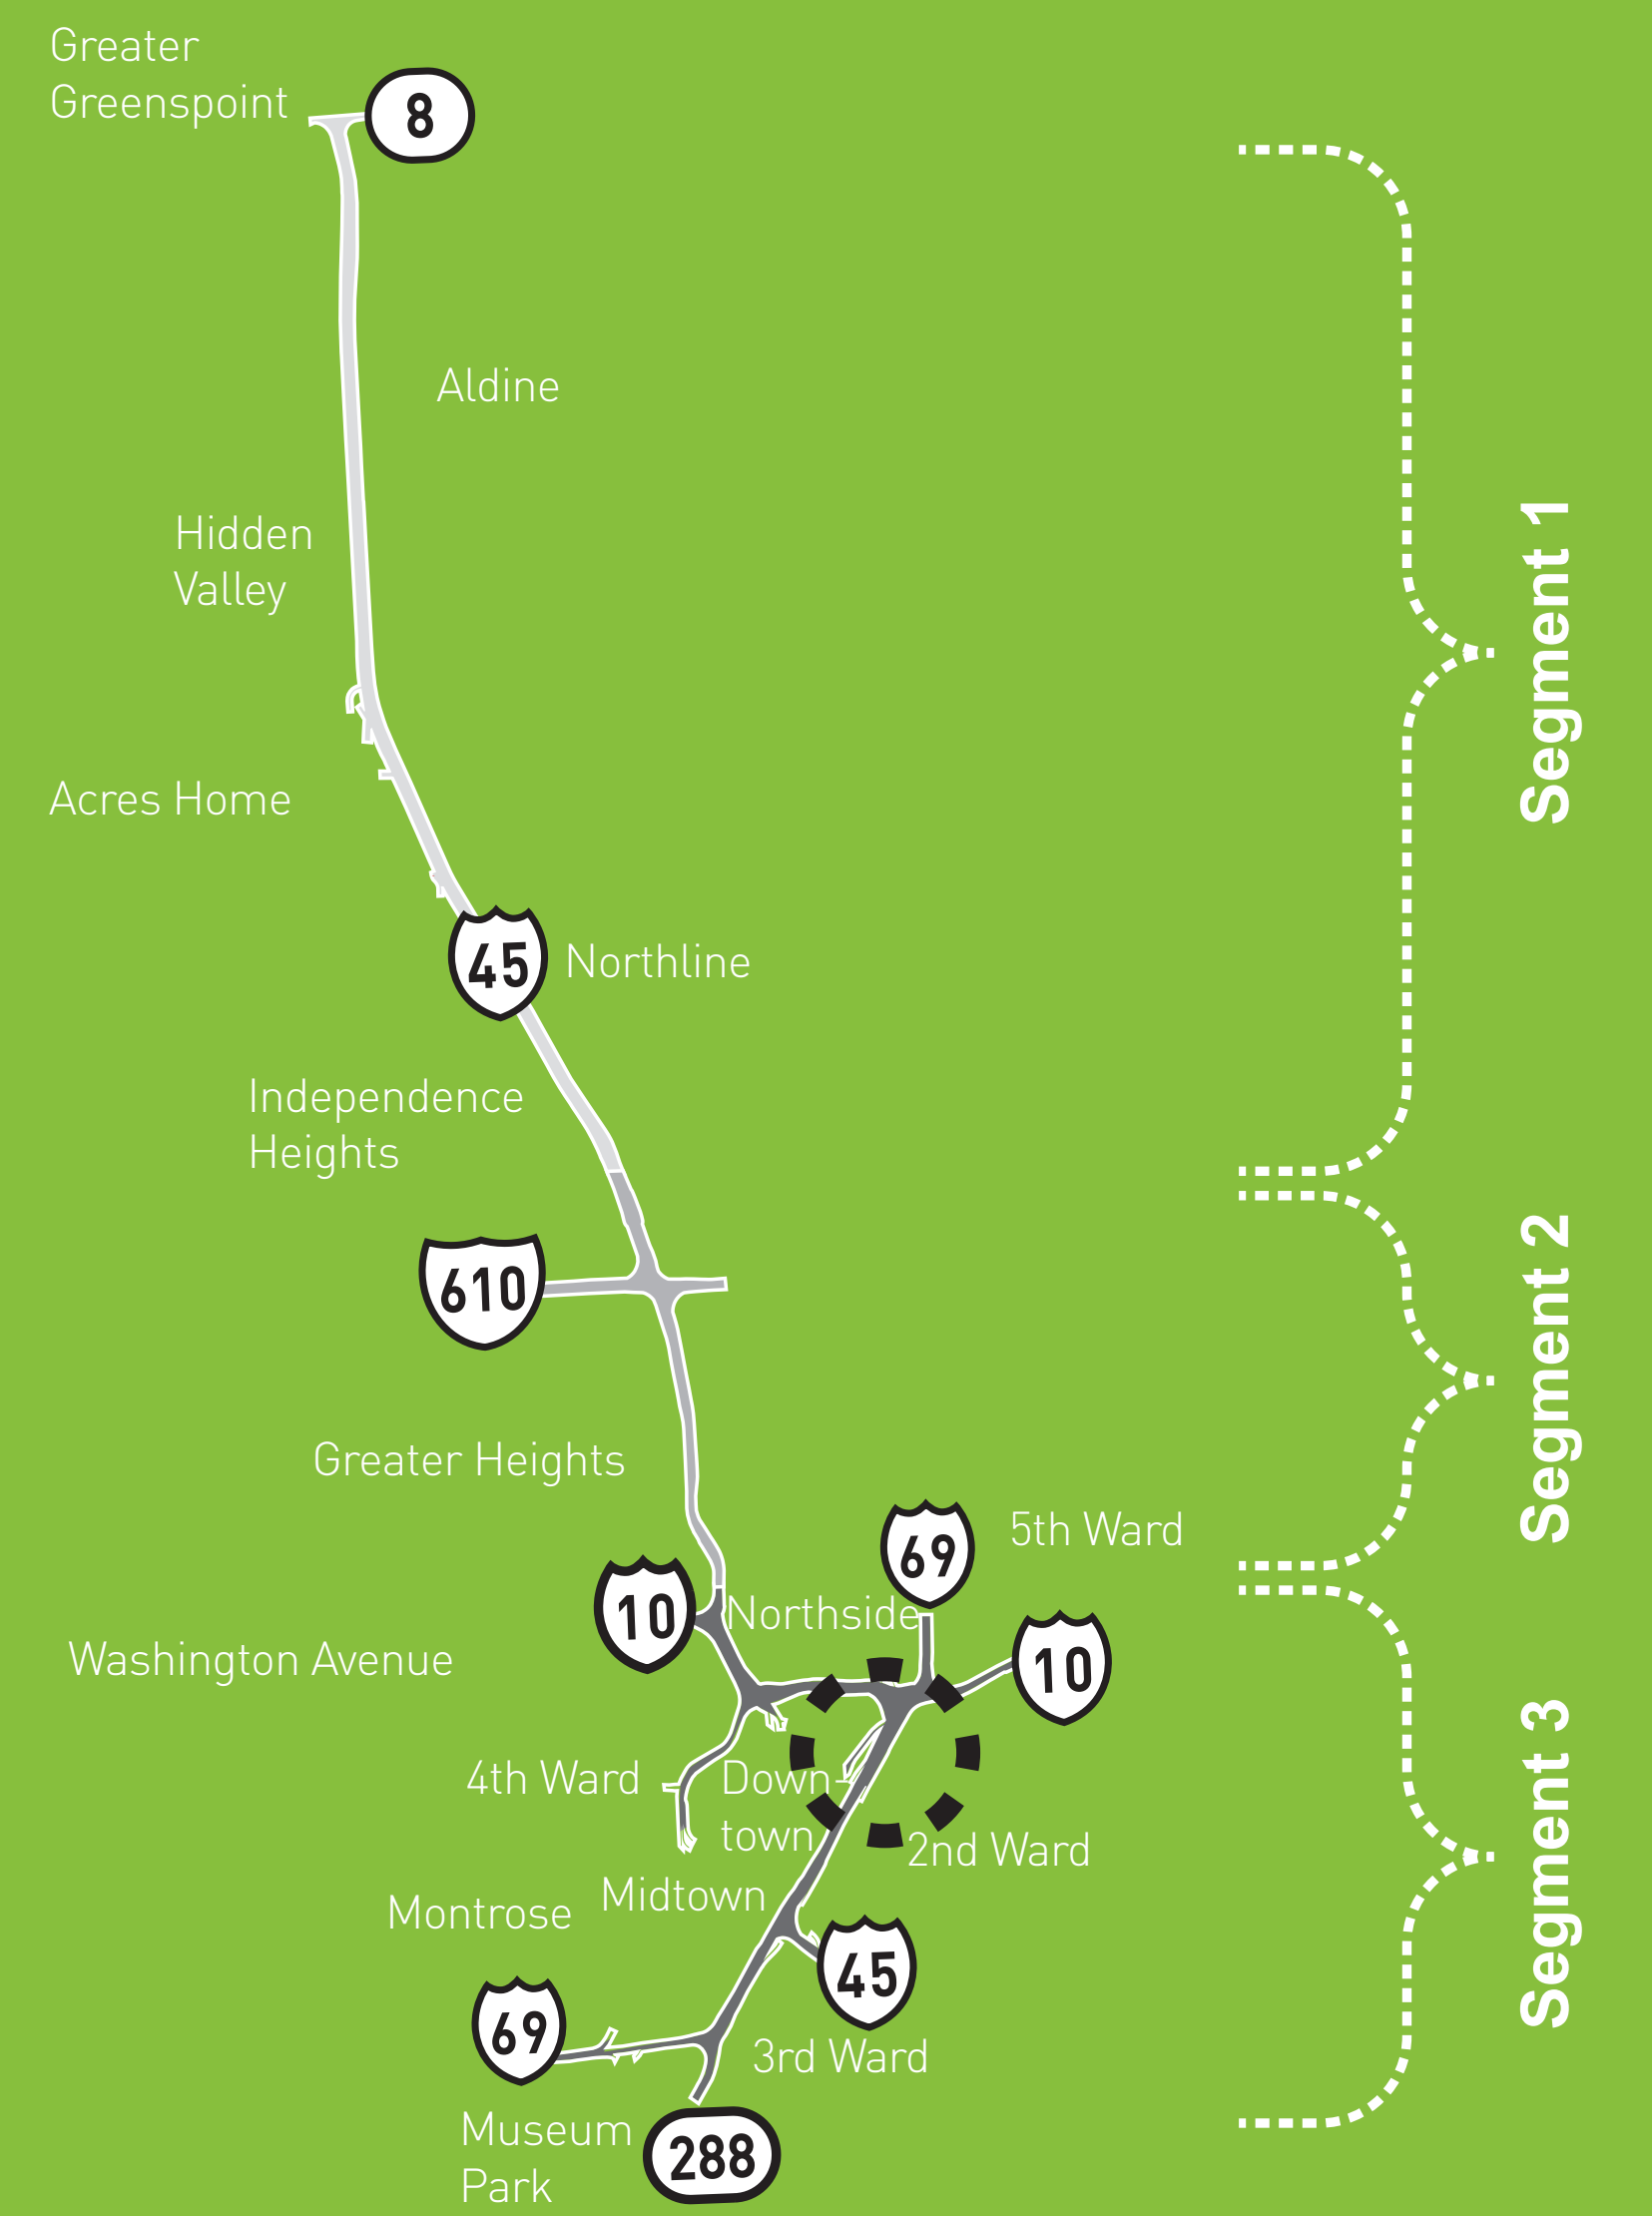 Greater
Greenspoint
8
Aldine
Hidden
Valley
Segment 1
Acres Home
45
Northline
Independence
Heights
610
Segment 2
Greater Heights
69
5th Ward
10
Northside
Washington Avenue
10
4th Ward
Down-
town
2nd Ward
Segment 3
Midtown
Montrose
45
69
3rd Ward
Museum
Park
288